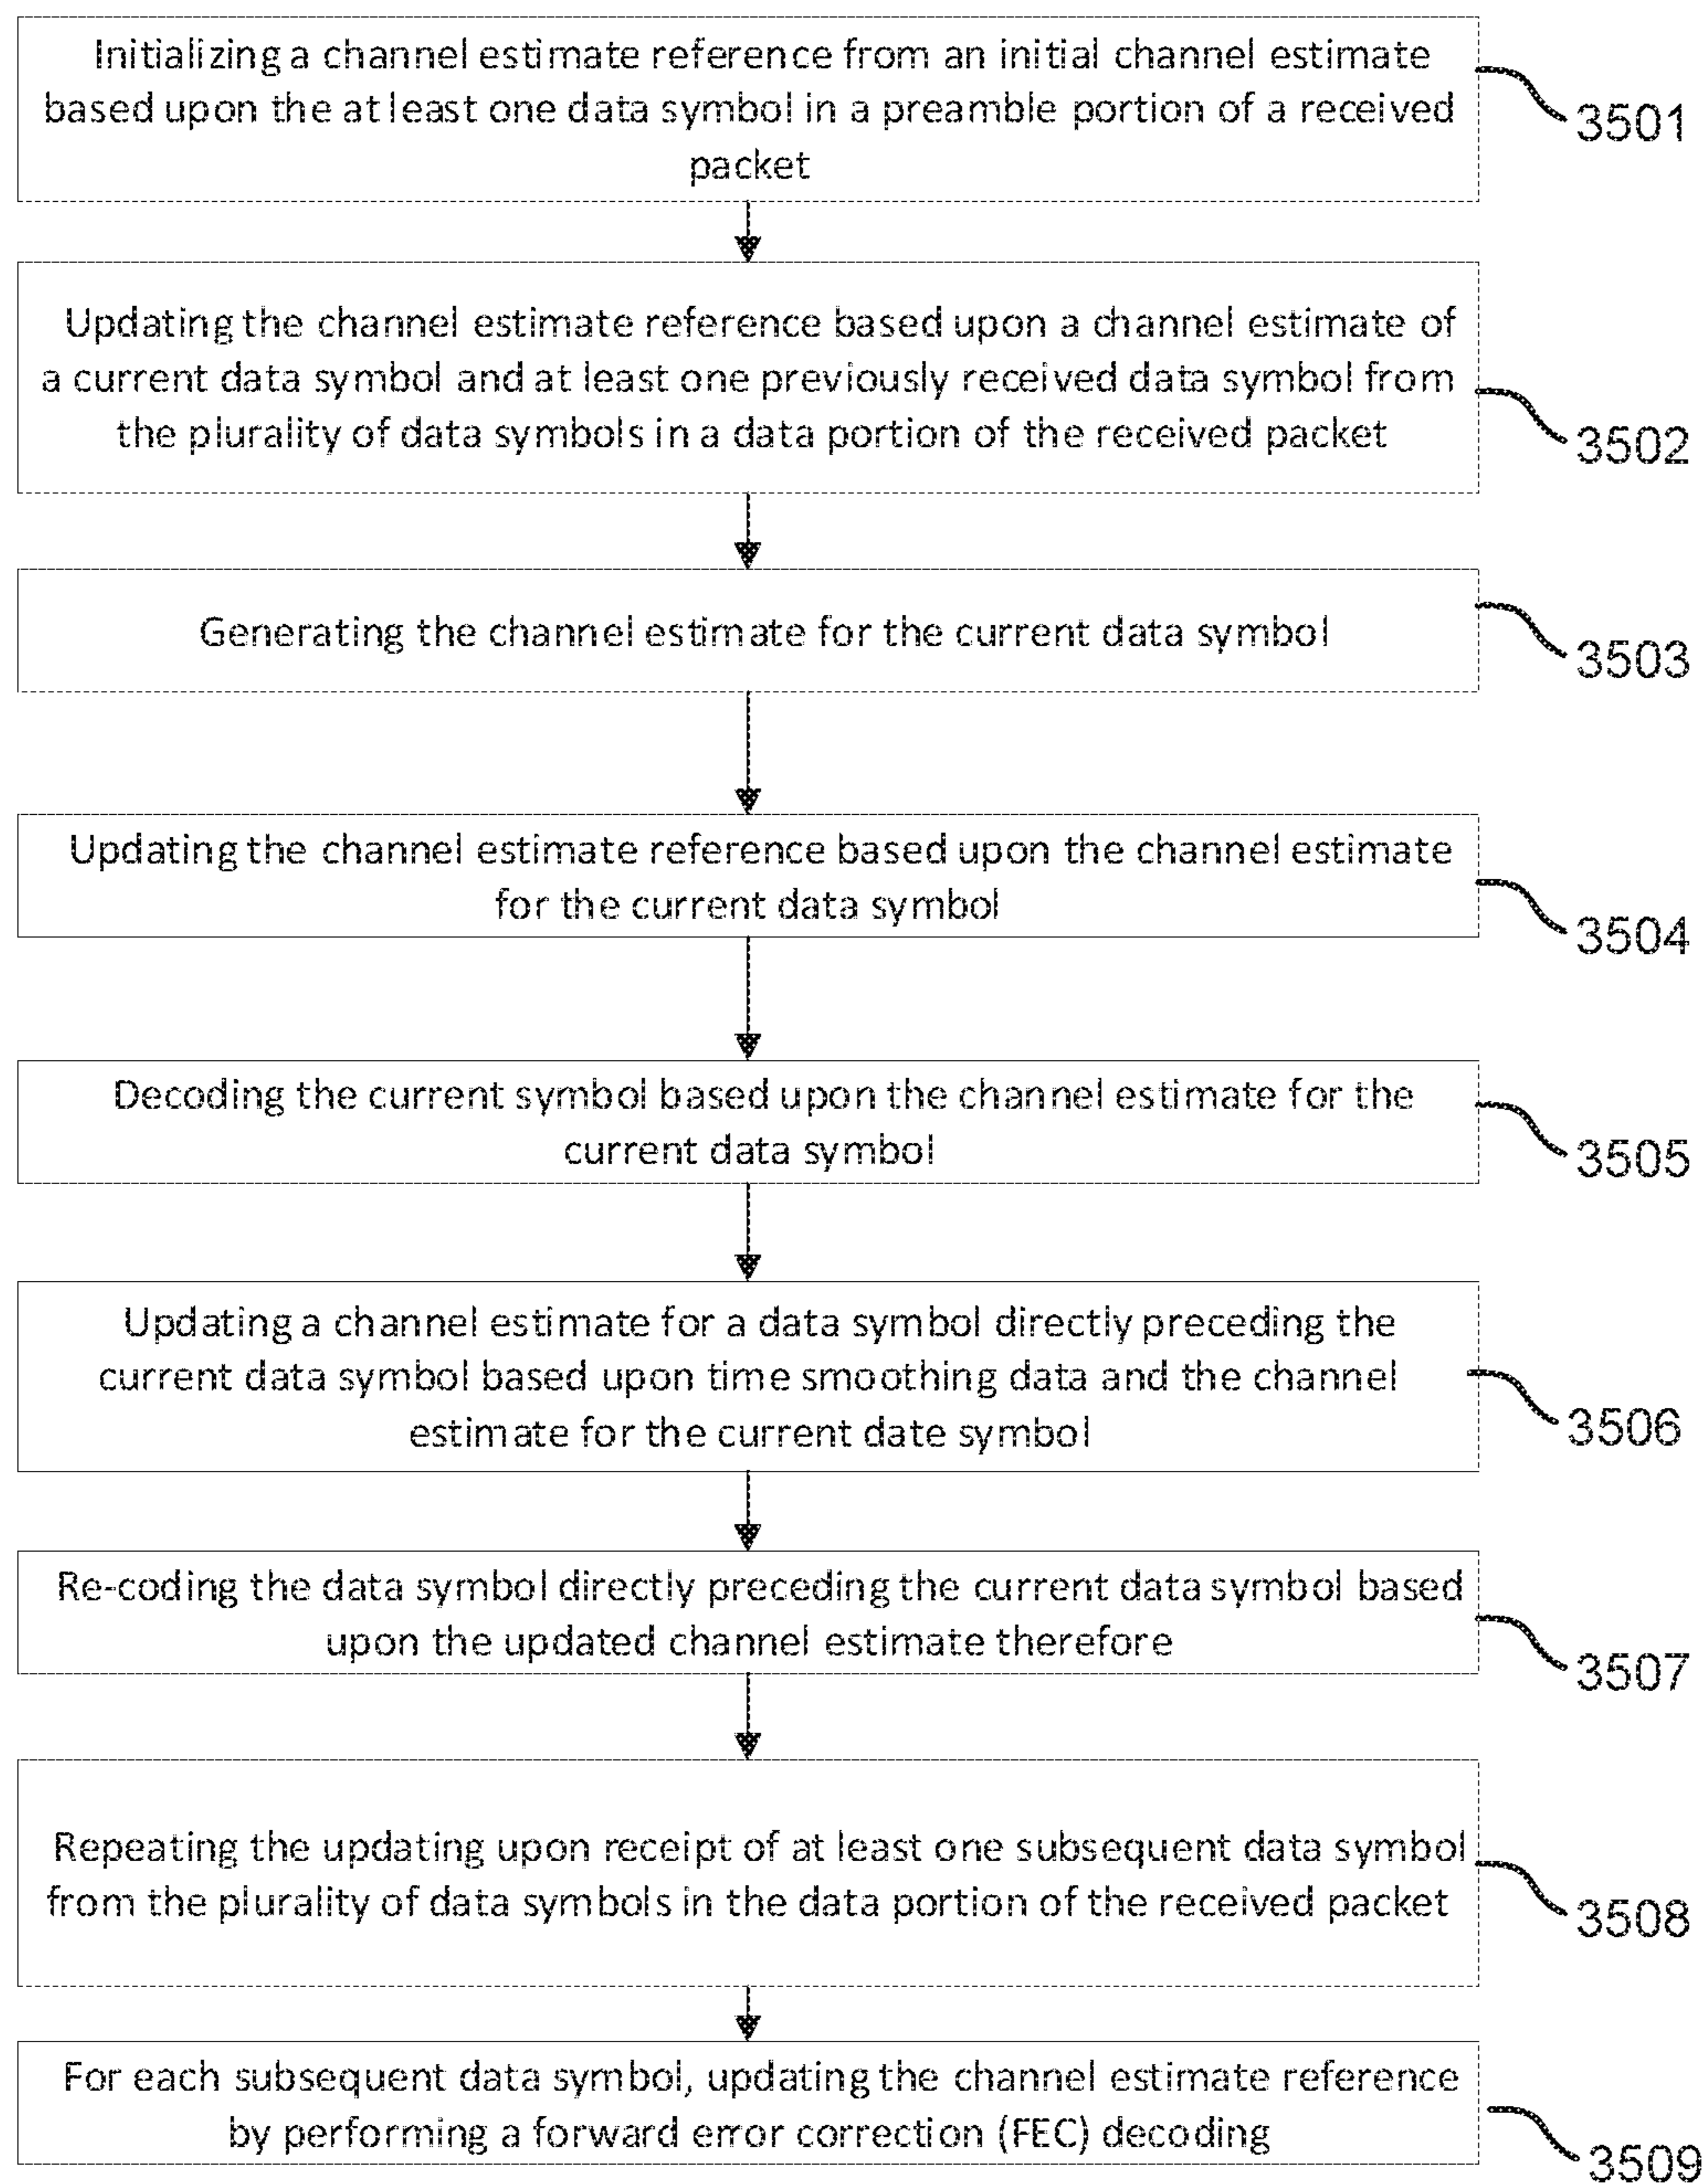 Initializing a channel estimate reference from an initial channel estimate
based upon the at least one data symbol in a preamble portion of a received
packet
3501
Updating the channel estimate reference based upon a channel estimate of
a current data symbol and at least one previously received data symbol from
the plurality of data symbols in a data portion of the received packet
3502
Generating the channel estimate for the current data symbol
3503
Updating the channel estimate reference based upon the channel estimate
for the current data symbol
3504
Decoding the current symbol based upon the channel estimate for the
current data symbol
3505
Updating a channel estimate for a data symbol directly preceding the
current data symbol based upon time smoothing data and the channel
estimate for the current date symbol
3506
Re-coding the data symbol directly preceding the current data symbol based
upon the updated channel estimate therefore
3507
Repeating the updating upon receipt of at least one subsequent data symbol
from the plurality of data symbols in the data portion of the received packet
3508
For each subsequent data symbol, updating the channel estimate reference
by performing a forward error correction (FEC) decoding
3509